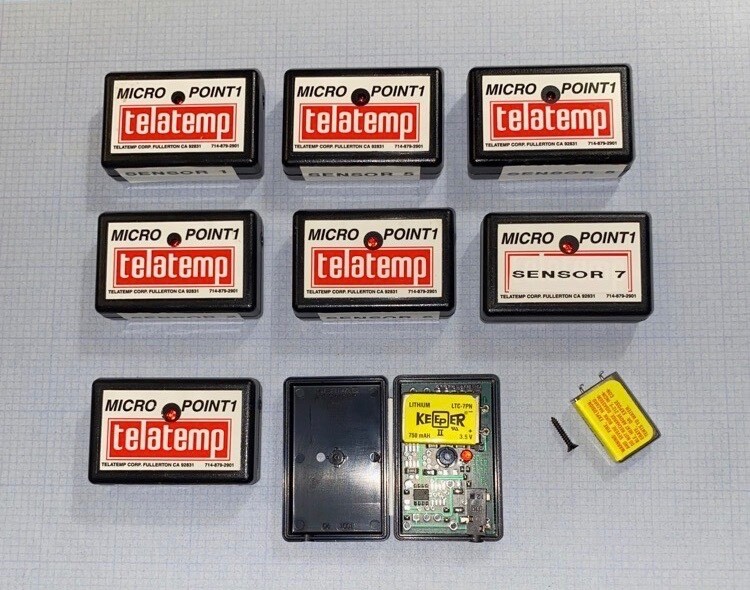 MICRO POINT1
telatemp
TELATEMP CORP. FULLERTON CA 92831 714-879-2901
SENSOR 1
MICRO POINT1
telatemp
TELATEMP CORP. FULLERTON CA 92831 714-879-2901
SENSOR 5
MICRO POINT1
telatemp
TELATEMP CORP. FULLERTON CA 92831 714-879-2901
SENSOR
MICRO POINT1
telatemp
TELATEMP CORP. FULLERTON CA 92831 714-879-2901
MICRO POINT1
telatemp
TELATEMP CORP. FULLERTON CA 92831 714-879-2901
MICRO POINT1
SENSOR 7
TELATEMP CORP. FULLERTON CA 92831 714-879-2901
MICRO POINT1
telatemp
TELATEMP CORP. FULLERTON CA 92831 714-879-2901
LITHIUM LTC-7PN
KEEPER
II
750 mAH 3.5 V